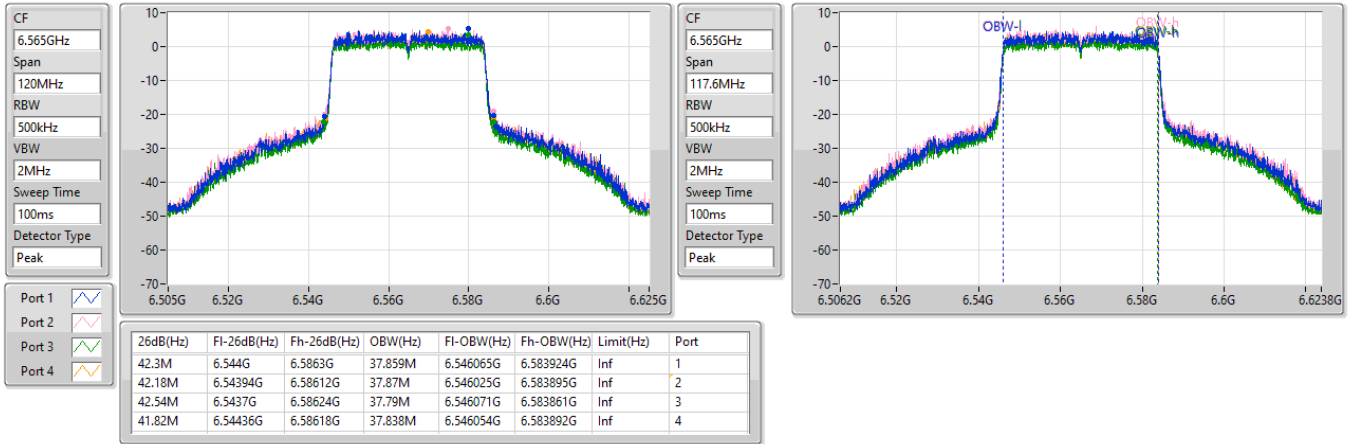 CF
6.565GHz
Span
120MHz
RBW
500kHz
VBW
2MHz
Sweep Time
100ms
Detector Type
Peak
10
0
-10
-20
-30
-40
-50
-60
-70
6.505G 6.52G 6.54G 6.56G 6.58G 6.6G 6.625G
CF
6.565GHz
Span
117.6MHz
RBW
500kHz
VBW
2MHz
Sweep Time
100ms
Detector Type
Peak
10
0
-10
-20
-30
-40
-50
-60
-70
OBW-l OBW-h
OBW-h
6.5062G 6.52G 6.54G 6.56G 6.58G 6.6G 6.6238G
Port 1
Port 2
Port 3
Port 4
26dB(Hz) Fl-26dB(Hz) Fh-26dB(Hz) OBW(Hz) Fl-OBW(Hz) Fh-OBW(Hz) Limit(Hz) Port
42.3M 6.544G 6.5863G 37.859M 6.546065G 6.583924G Inf 1
42.18M 6.54394G 6.58612G 37.87M 6.546025G 6.583895G Inf 2
42.54M 6.5437G 6.58624G 37.79M 6.546071G 6.583861G Inf 3
41.82M 6.54436G 6.58618G 37.838M 6.546054G 6.583892G Inf 4